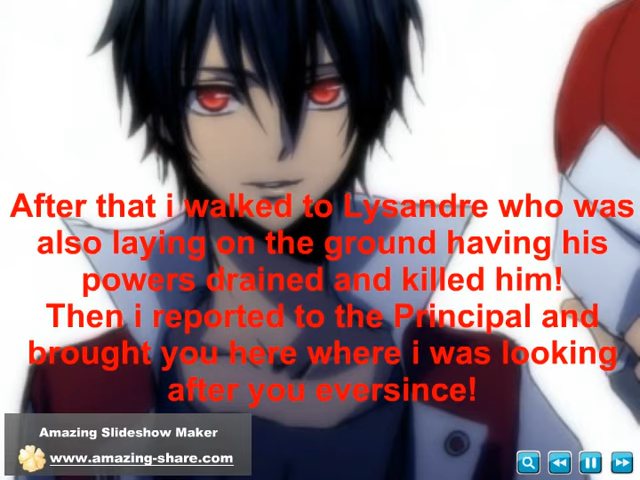 After that i walked to Lysandre who was
also laying on the ground having his
powers drained and killed him!
Then i reported to the Principal and
brought you here where i was looking
after you eversince!
Amazing Slideshow Maker
www.amazing-share.com